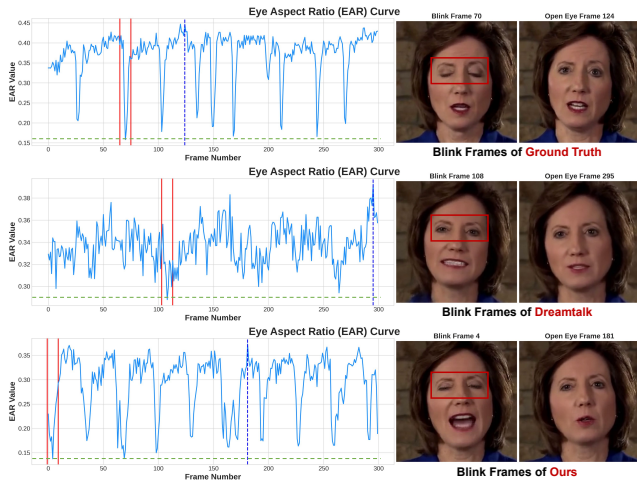 Eye Aspect Ratio (EAR) Curve
EAR Value
0.45
0.40
0.35
0.30
0.25
0.20
0.15
0
50
100
150
200
250
300
Frame Number
Blink Frame 70
Open Eye Frame 124
Blink Frames of Ground Truth
Eye Aspect Ratio (EAR) Curve
EAR Value
0.38
0.36
0.34
0.32
0.30
0
50
100
150
200
250
300
Frame Number
Blink Frame 108
Open Eye Frame 295
Blink Frames of Dreamtalk
Eye Aspect Ratio (EAR) Curve
EAR Value
0.35
0.30
0.25
0.20
0.15
0
50
100
150
200
250
300
Frame Number
Blink Frame 4
Open Eye Frame 181
Blink Frames of Ours